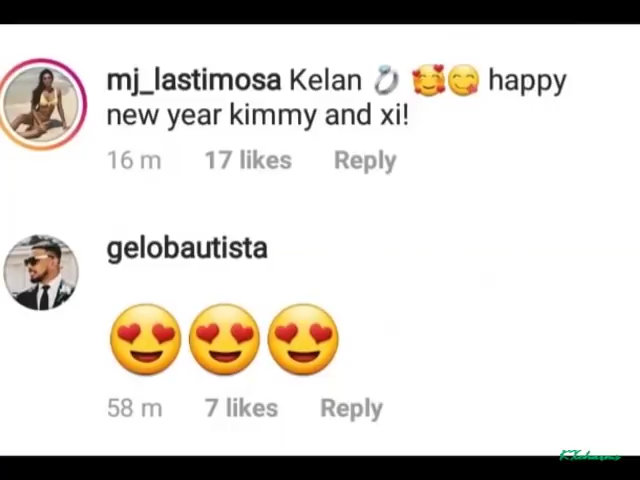 mj_lastimosa Kelan 💍 🥰😋 happy
new year kimmy and xi!
16 m 17 likes Reply
gelobautista
😍😍😍
58 m 7 likes Reply